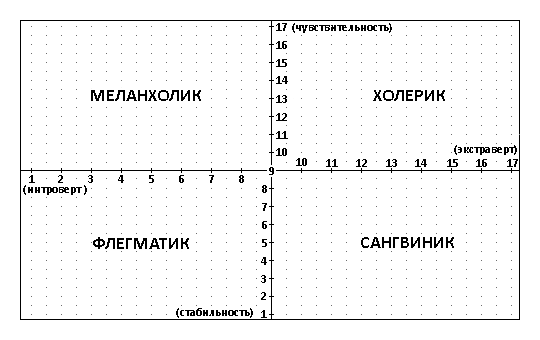 17 (чувствительность)
16
15
14
МЕЛАНХОЛИК 13 ХОЛЕРИК
12
11
10 (экстраверт)
9 10 11 12 13 14 15 16 17
1 2 3 4 5 6 7 8
(интроверт) 8
7
6
ФЛЕГМАТИК 5 САНГВИНИК
4
3
2
(стабильность) 1